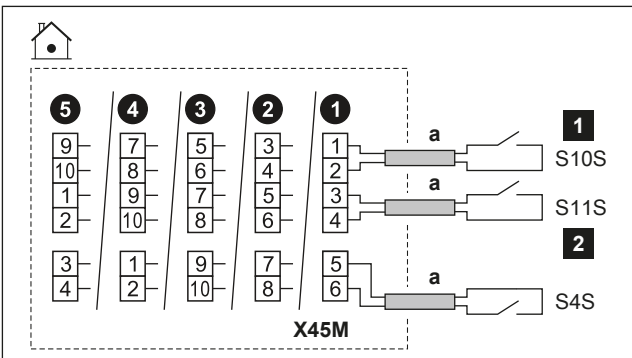 5 4 3 2 1
a
1
9 7 5 3 1
10 8 6 4 2
S10S
a
1 9 7 5 3
2 10 8 6 4
S11S
2
a
3 1 9 7 5
4 2 10 8 6
S4S
X45M